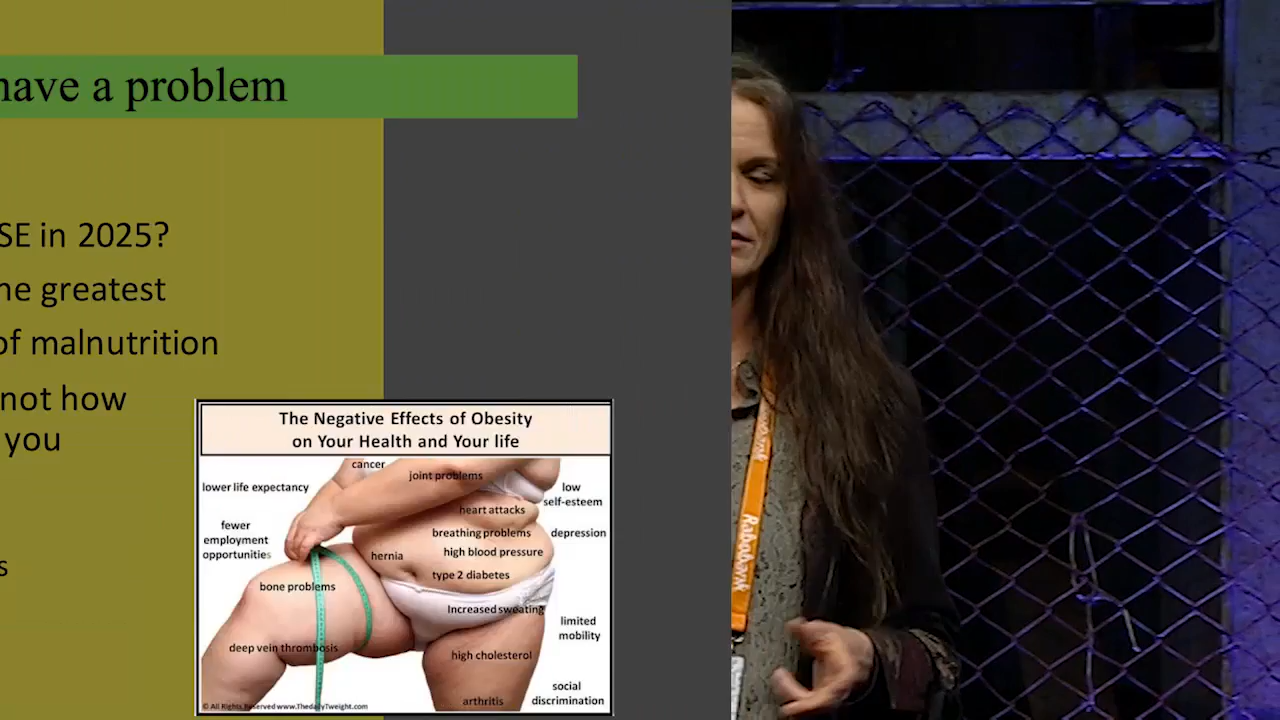 have a problem
SE in 2025?
he greatest
of malnutrition
not how
you
s
The Negative Effects of Obesity
on Your Health and Your life
cancer
joint problems
lower life expectancy
low
self-esteem
heart attacks
fewer
employment
opportunities
breathing problems
depression
hernia
high blood pressure
type 2 diabetes
bone problems
Increased sweating
limited
mobility
deep vein thrombosis
high cholesterol
social
discrimination
arthritis
© All Rights Reserved www.ThedailyTweight.com
Rabobank